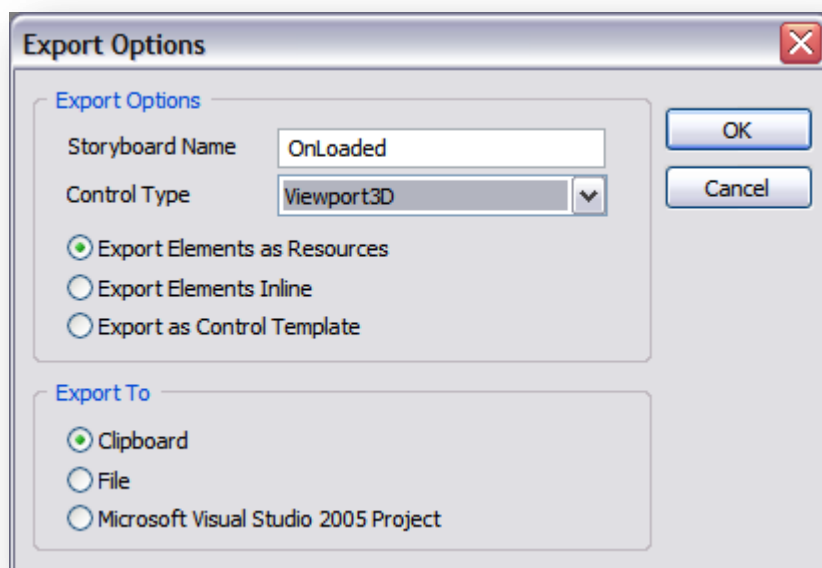 Export Options
Export Options
Storyboard Name OnLoaded
OK
Control Type Viewport3D
Cancel
Export Elements as Resources
Export Elements Inline
Export as Control Template
Export To
Clipboard
File
Microsoft Visual Studio 2005 Project